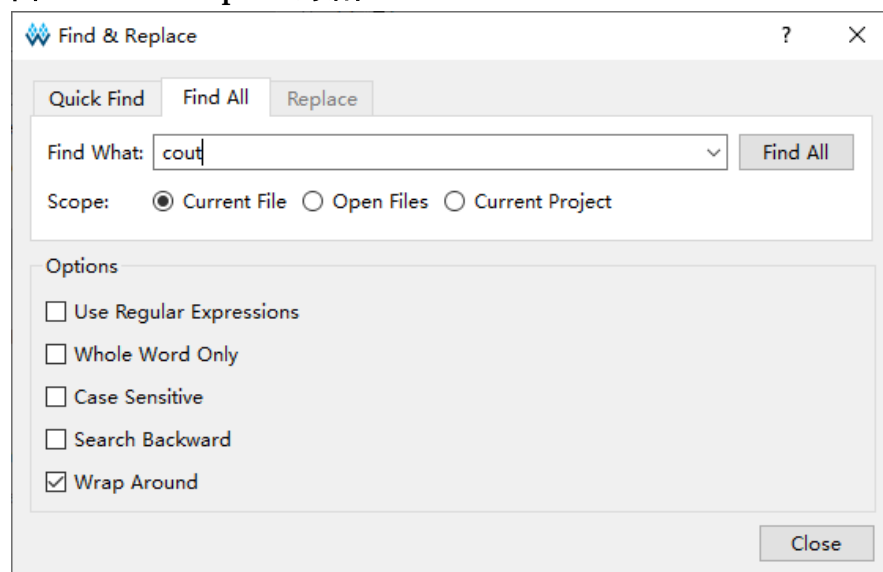 Find & Replace ?
Quick Find Find All Replace
Find What: cout Find All
Scope: Current File Open Files Current Project
Options
Use Regular Expressions
Whole Word Only
Case Sensitive
Search Backward
Wrap Around
Close